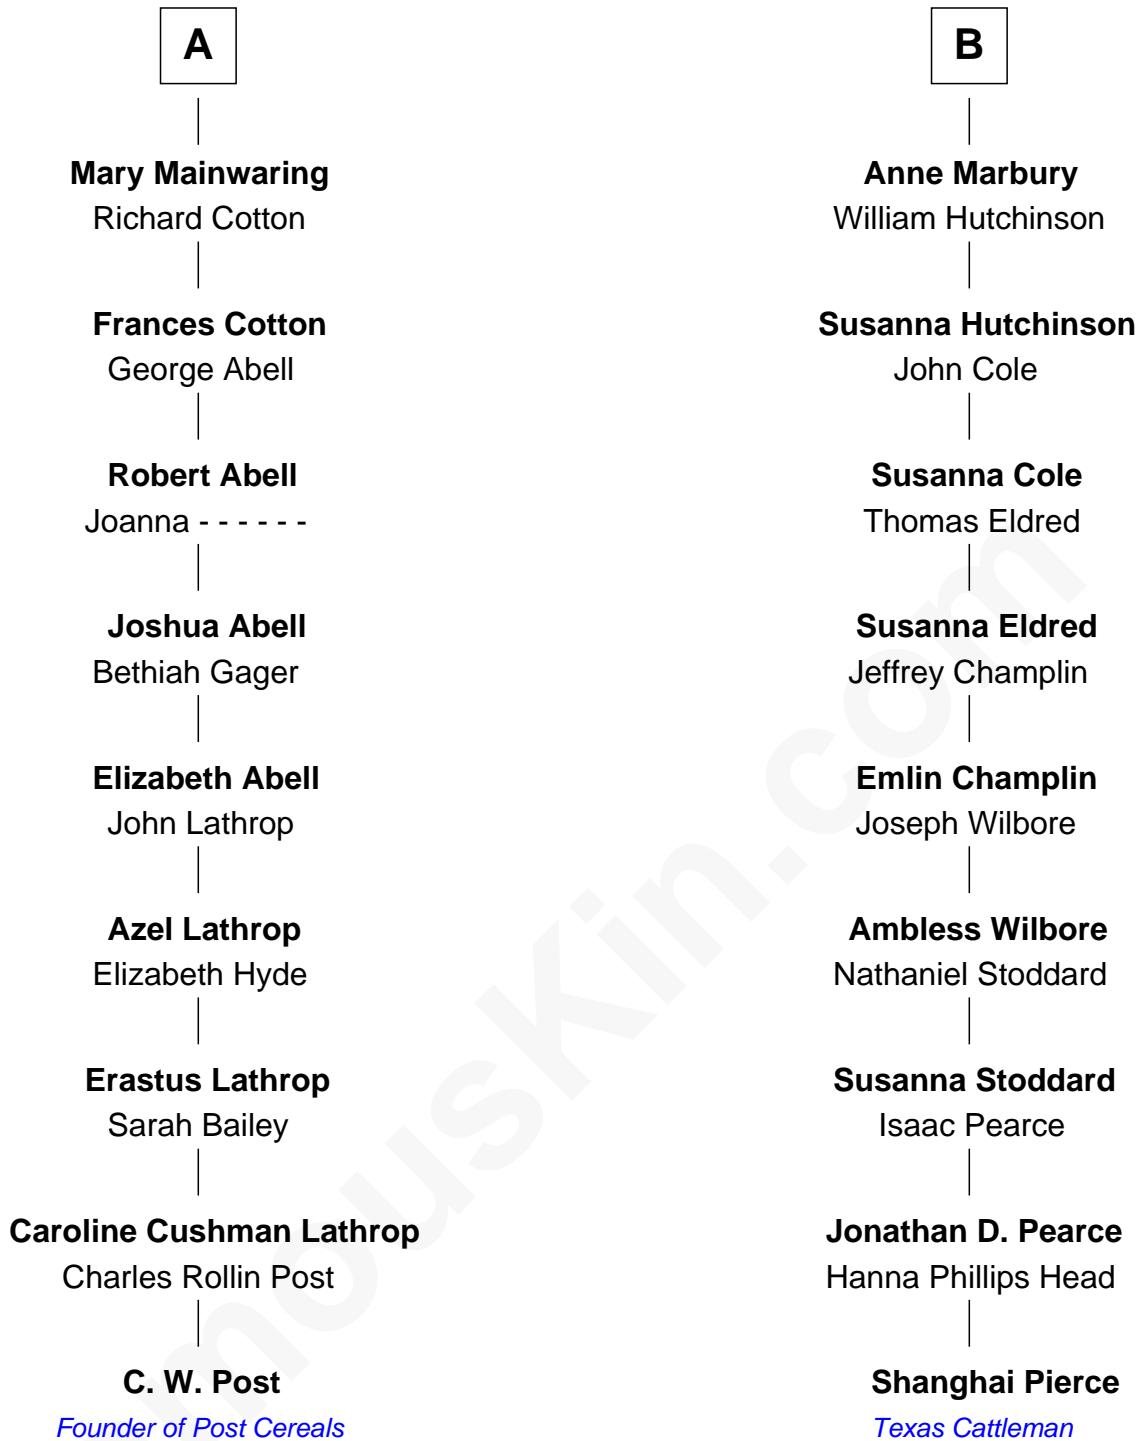 A
Mary Mainwaring
Richard Cotton
Frances Cotton
George Abell
Robert Abell
Joanna - - - - - -
Joshua Abell
Bethiah Gager
Elizabeth Abell
John Lathrop
Azel Lathrop
Elizabeth Hyde
Erastus Lathrop
Sarah Bailey
Caroline Cushman Lathrop
Charles Rollin Post
C. W. Post
Founder of Post Cereals
B
Anne Marbury
William Hutchinson
Susanna Hutchinson
John Cole
Susanna Cole
Thomas Eldred
Susanna Eldred
Jeffrey Champlin
Emlin Champlin
Joseph Wilbore
Ambless Wilbore
Nathaniel Stoddard
Susanna Stoddard
Isaac Pearce
Jonathan D. Pearce
Hanna Phillips Head
Shanghai Pierce
Texas Cattleman
mousKin.com